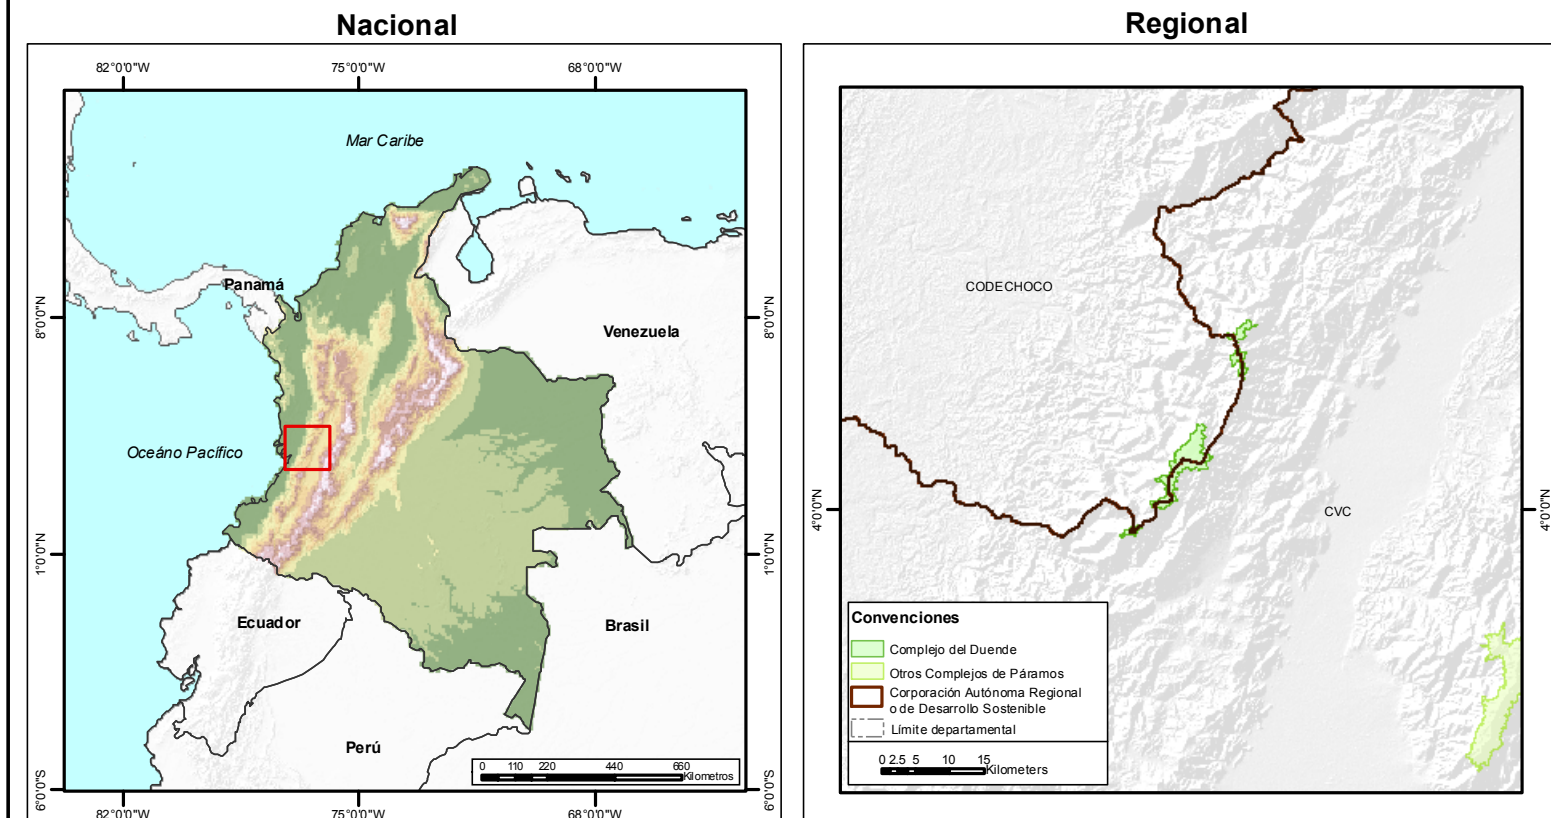 Nacional
82°0'0"W
75°0'0"W
68°0'0"W
Mar Caribe
Panamá
8°0'0"N
8°0'0"N
Venezuela
Oceáno Pacífico
1°0'0"N
1°0'0"N
Ecuador
Brasil
Perú
0 110 220 440 660
Kilometros
6°0'0"S
6°0'0"S
82°0'0"W
75°0'0"W
68°0'0"W
Regional
CODECHOCO
4°0'0"N
4°0'0"N
CVC
Convenciones
Complejo del Duende
Otros Complejos de Páramos
Corporación Autónoma Regional
o de Desarrollo Sostenible
Límite departamental
0 2.5 5 10 15
Kilometers